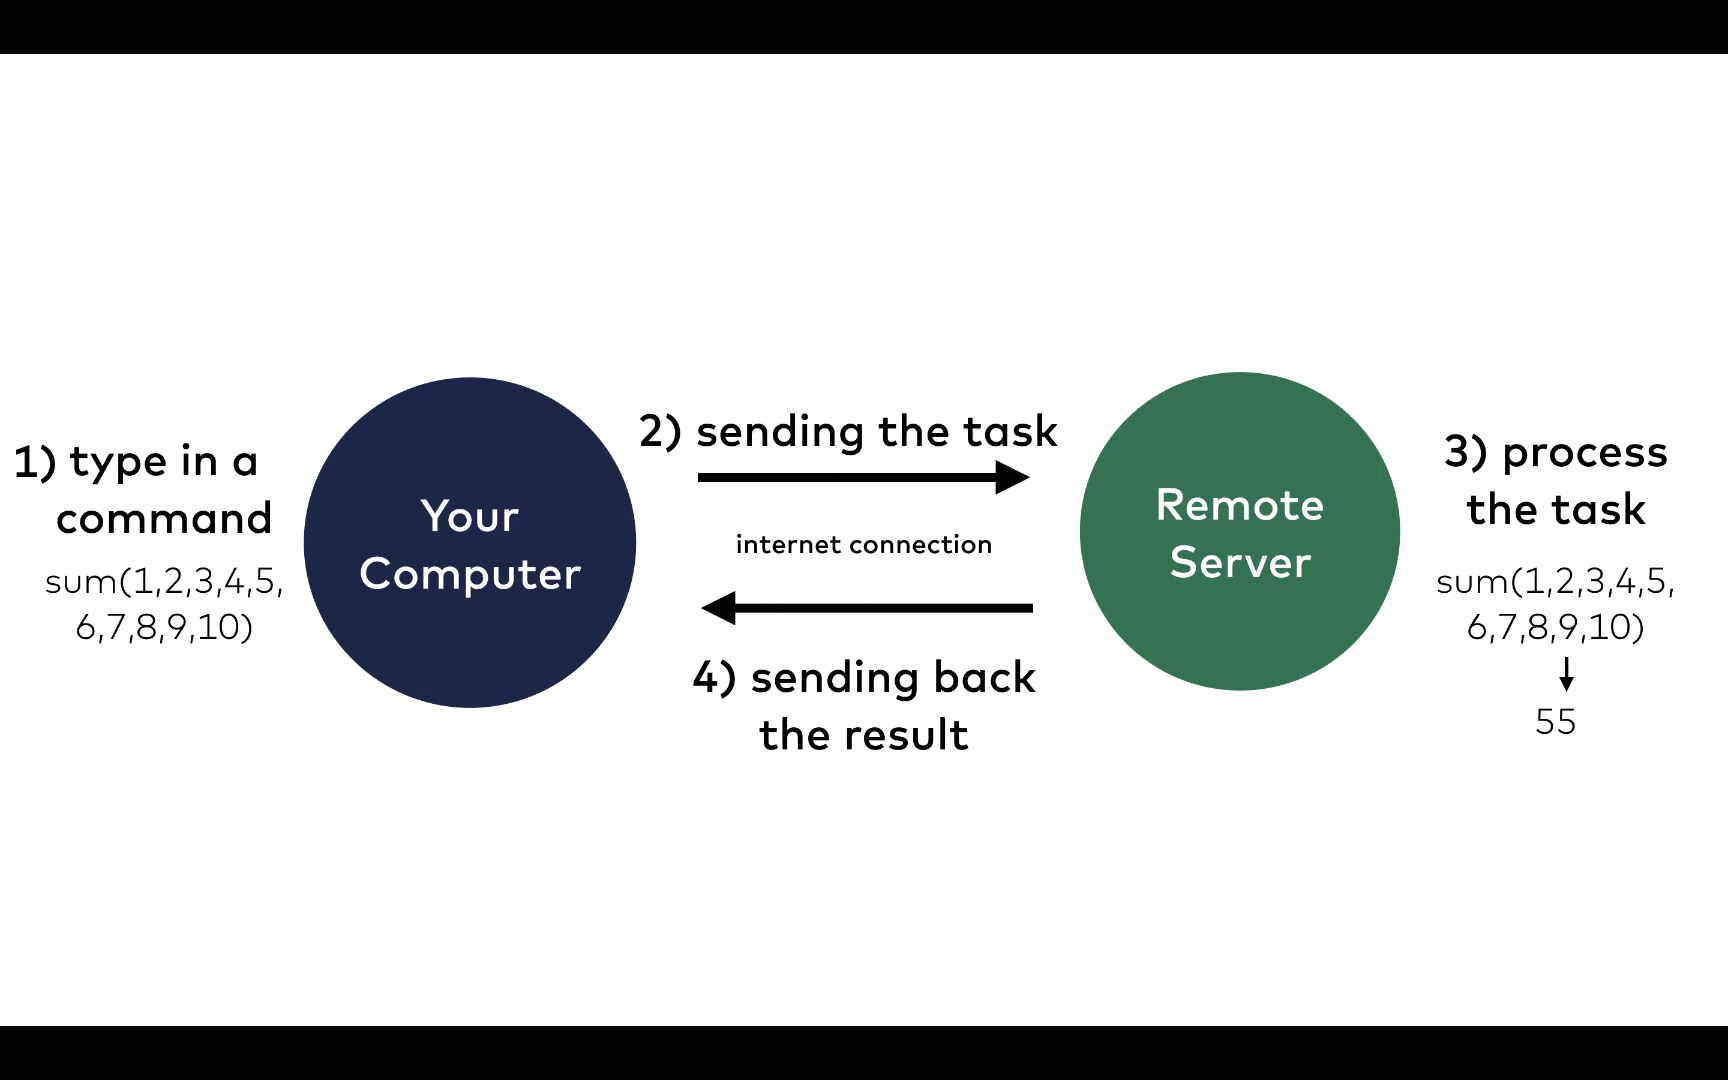 1) type in a
command
sum(1,2,3,4,5,
6,7,8,9,10)
Your
Computer
2) sending the task
internet connection
4) sending back
the result
Remote
Server
3) process
the task
sum(1,2,3,4,5,
6,7,8,9,10)
55